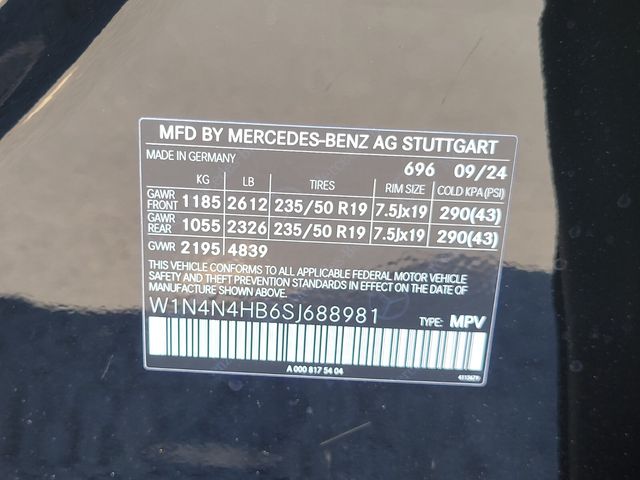 MFD BY MERCEDES-BENZ AG STUTTGART
MADE IN GERMANY 696 09/24
KG LB TIRES RIM SIZE COLD KPA (PSI)
GAWR FRONT 1185 2612 235/50 R19 7.5Jx19 290(43)
GAWR REAR 1055 2326 235/50 R19 7.5Jx19 290(43)
GVWR 2195 4839
THIS VEHICLE CONFORMS TO ALL APPLICABLE FEDERAL MOTOR VEHICLE
SAFETY AND THEFT PREVENTION STANDARDS IN EFFECT ON THE DATE OF
MANUFACTURE SHOWN ABOVE.
W1N4N4HB6SJ688981 TYPE: MPV
A 000 817 54 04